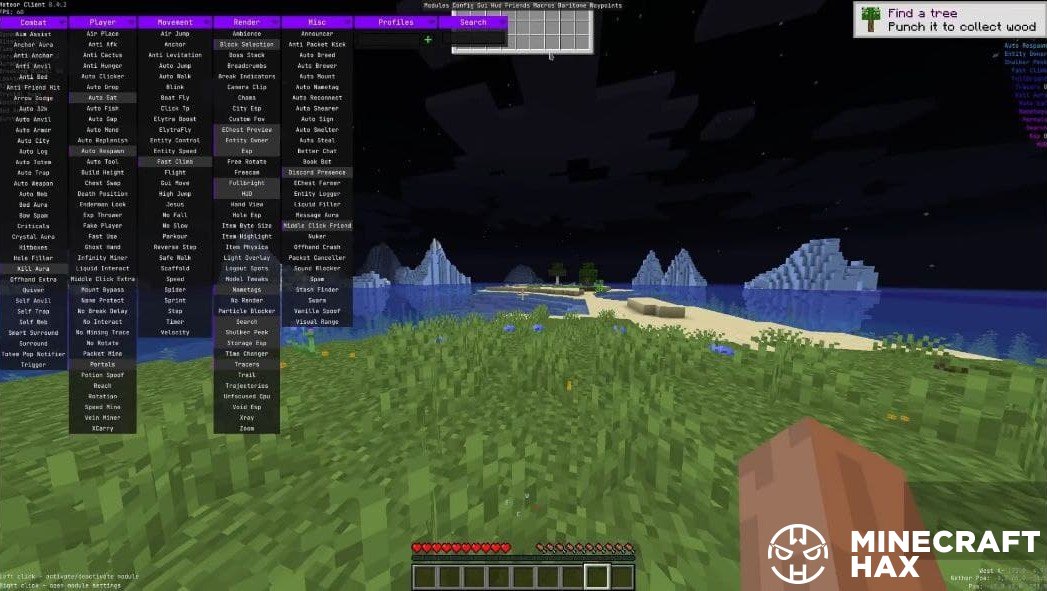 Meteor Client 0.4.3
Modules Config Gui Hud Friends Macros Baritone Waypoints
Combat
Aim Assist
Anchor Aura
Anti Anchor
Anti Anvil
Anti Bed
Anti Friend Hit
Arrow Dodge
Auto 32k
Auto Anvil
Auto Armor
Auto City
Auto Log
Auto Totem
Auto Trap
Auto Weapon
Auto Web
Bed Aura
Bow Spam
Criticals
Crystal Aura
Hitboxes
Hole Filler
Kill Aura
Offhand Extra
Quiver
Self Anvil
Self Trap
Self Web
Smart Surround
Surround
Totem Pop Notifier
Trigger
Player
Air Place
Anti Afk
Anti Cactus
Anti Hunger
Auto Clicker
Auto Drop
Auto Eat
Auto Fish
Auto Gap
Auto Mend
Auto Replenish
Auto Respawn
Auto Tool
Build Height
Chest Swap
Death Position
Enderman Look
Exp Thrower
Fake Player
Fast Use
Ghost Hand
Infinity Miner
Liquid Interact
Middle Click Extra
Mount Bypass
Name Protect
No Break Delay
No Interact
No Mining Trace
No Rotate
Packet Mine
Portals
Potion Spoof
Reach
Rotation
Speed Mine
Vein Miner
XCarry
Movement
Air Jump
Anchor
Anti Levitation
Auto Jump
Auto Walk
Blink
Boat Fly
Click Tp
Elytra Boost
ElytraFly
Entity Control
Entity Speed
Fast Climb
Flight
Gui Move
High Jump
Jesus
No Fall
No Slow
Parkour
Reverse Step
Safe Walk
Scaffold
Speed
Spider
Sprint
Step
Timer
Velocity
Render
Ambience
Block Selection
Boss Stack
Breadcrumbs
Break Indicators
Camera Clip
Chams
City Esp
Custom Fov
EChest Preview
Entity Owner
Esp
Free Rotate
Freecam
Fullbright
HUD
Hand View
Hole Esp
Item Byte Size
Item Highlight
Item Physics
Light Overlay
Logout Spots
Model Tweaks
Nametags
No Render
Particle Blocker
Search
Shulker Peek
Storage Esp
Time Changer
Tracers
Trail
Trajectories
Unfocused Cpu
Void Esp
Xray
Zoom
Misc
Announcer
Anti Packet Kick
Auto Breed
Auto Brewer
Auto Mount
Auto Nametag
Auto Reconnect
Auto Shearer
Auto Sign
Auto Smelter
Auto Steal
Better Chat
Book Bot
Discord Presence
EChest Farmer
Entity Logger
Liquid Filler
Message Aura
Middle Click Friend
Nuker
Offhand Crash
Packet Canceller
Sound Blocker
Spam
Stash Finder
Swarm
Vanilla Spoof
Visual Range
Profiles
+
Search
Find a tree
Punch it to collect wood
Auto Respawn
Entity Owner
Shulker Peek
Left click - activate/deactivate module
Right click - open module settings
MINECRAFT
HAX